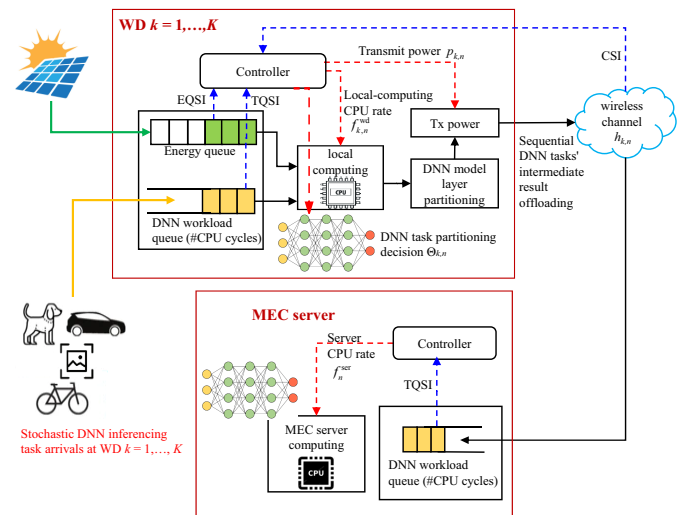 WD k = 1,…,K
Transmit power p_{k,n}
CSI
Controller
EQSI
TQSI
Local-computing
CPU rate
f_{k,n}^{wd}
wireless
channel
h_{k,n}
Tx power
Energy queue
local
computing
CPU
DNN model
layer
partitioning
Sequential
DNN tasks'
intermediate
result
offloading
DNN workload
queue (#CPU cycles)
DNN task partitioning
decision Θ_{k,n}
MEC server
Server
CPU rate
f_n^{ser}
Controller
TQSI
MEC server
computing
CPU
DNN workload
queue (#CPU cycles)
Stochastic DNN inferencing
task arrivals at WD k = 1,…, K